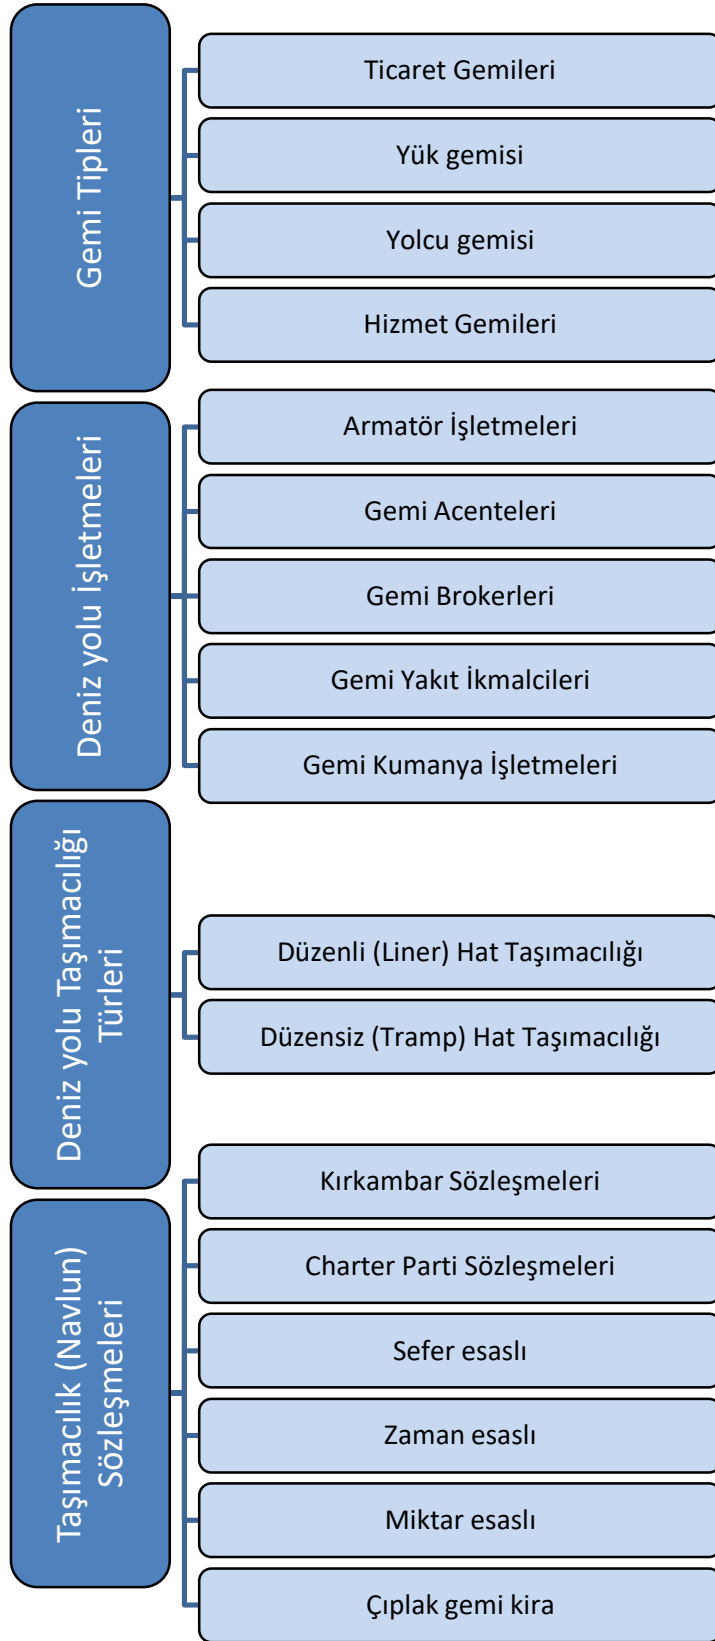 Gemi Tipleri
Ticaret Gemileri
Yük gemisi
Yolcu gemisi
Hizmet Gemileri
Deniz yolu İşletmeleri
Armatör İşletmeleri
Gemi Acenteleri
Gemi Brokerleri
Gemi Yakıt İkmalcileri
Gemi Kumanya İşletmeleri
Deniz yolu Taşımacılığı
Türleri
Düzenli (Liner) Hat Taşımacılığı
Düzensiz (Tramp) Hat Taşımacılığı
Taşımacılık (Navlun)
Sözleşmeleri
Kırkambar Sözleşmeleri
Charter Parti Sözleşmeleri
Sefer esaslı
Zaman esaslı
Miktar esaslı
Çıplak gemi kira